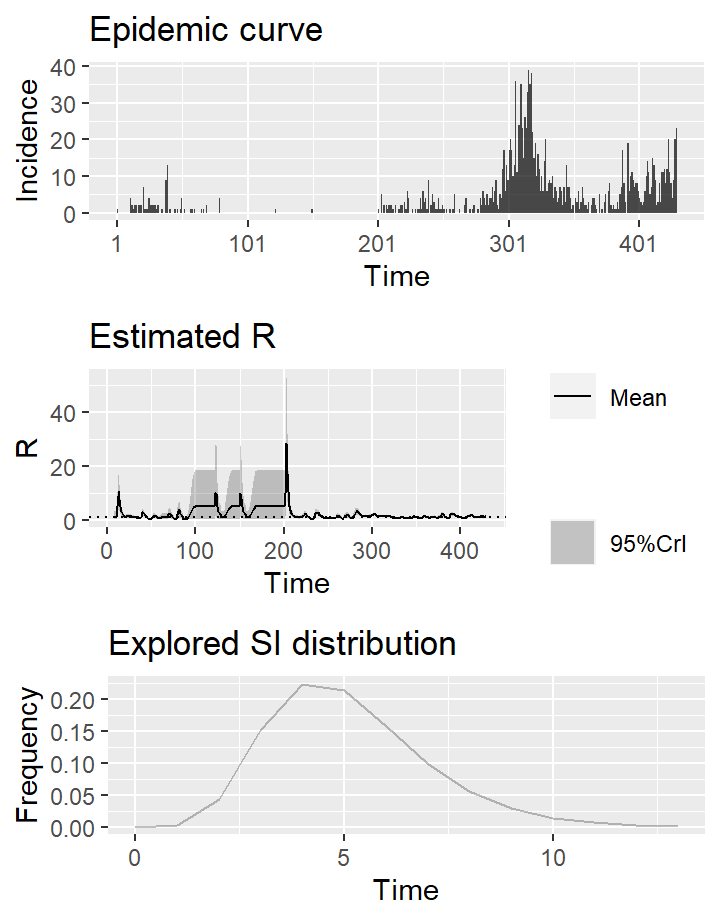 Epidemic curve
Incidence
40
30
20
10
0
1 101 201 301 401
Time
Estimated R
R
40
20
0
0 100 200 300 400
Time
Mean
95%CrI
Explored SI distribution
Frequency
0.20
0.15
0.10
0.05
0.00
0 5 10
Time